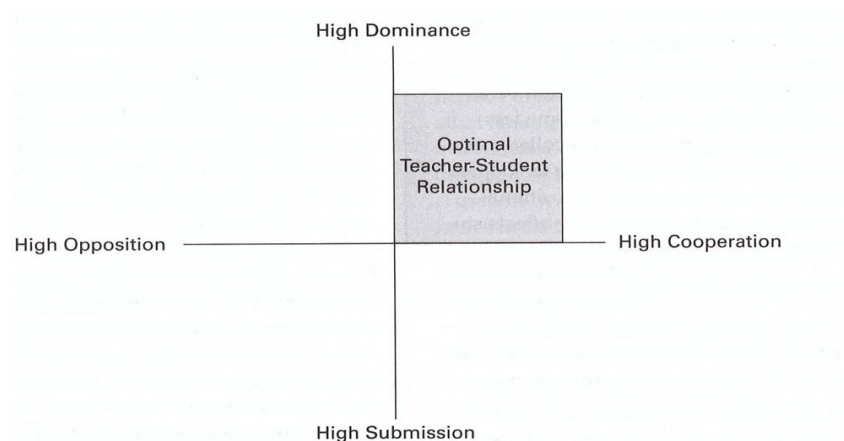 High Dominance
Optimal
Teacher-Student
Relationship
High Opposition
High Cooperation
High Submission